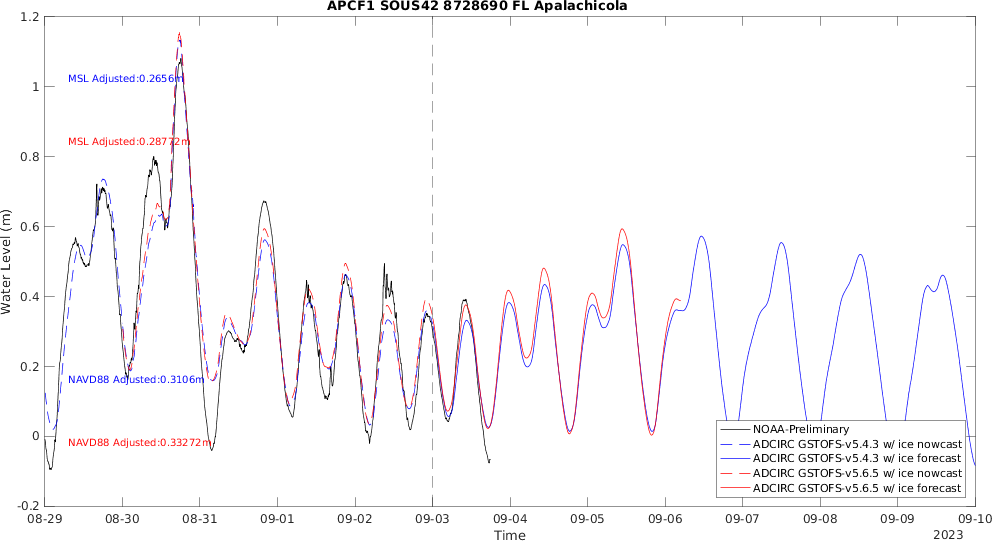 APCF1 SOUS42 8728690 FL Apalachicola
1.2
1
0.8
0.6
0.4
0.2
0
-0.2
Water Level (m)
MSL Adjusted:0.2656m
MSL Adjusted:0.28772m
NAVD88 Adjusted:0.3106m
NAVD88 Adjusted:0.33272m
NOAA-Preliminary
ADCIRC GSTOFS-v5.4.3 w/ ice nowcast
ADCIRC GSTOFS-v5.4.3 w/ ice forecast
ADCIRC GSTOFS-v5.6.5 w/ ice nowcast
ADCIRC GSTOFS-v5.6.5 w/ ice forecast
08-29 08-30 08-31 09-01 09-02 09-03 09-04 09-05 09-06 09-07 09-08 09-09 09-10
Time
2023